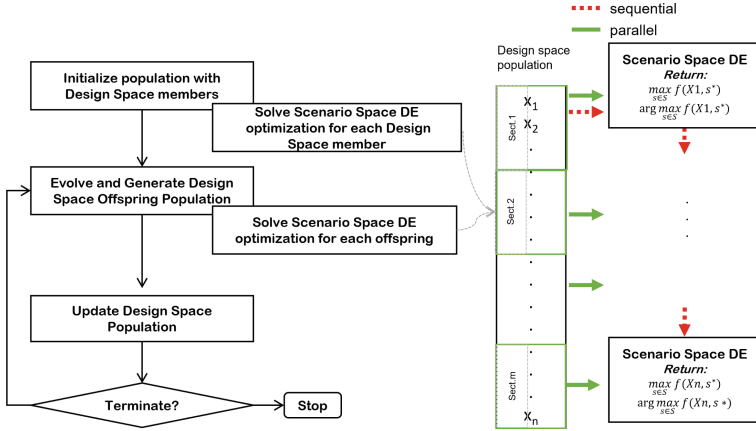 sequential
parallel
Design space
population
Initialize population with
Design Space members
Solve Scenario Space DE
optimization for each Design
Space member
Evolve and Generate Design
Space Offspring Population
Solve Scenario Space DE
optimization for each offspring
Update Design Space
Population
Terminate?
Stop
Sect.1
X1
X2
Sect.2
Sect.m
Xn
Scenario Space DE
Return:
max f(X1, s*)
s∈S
arg max f(X1, s*)
s∈S
Scenario Space DE
Return:
max f(Xn, s*)
s∈S
arg max f(Xn, s *)
s∈S